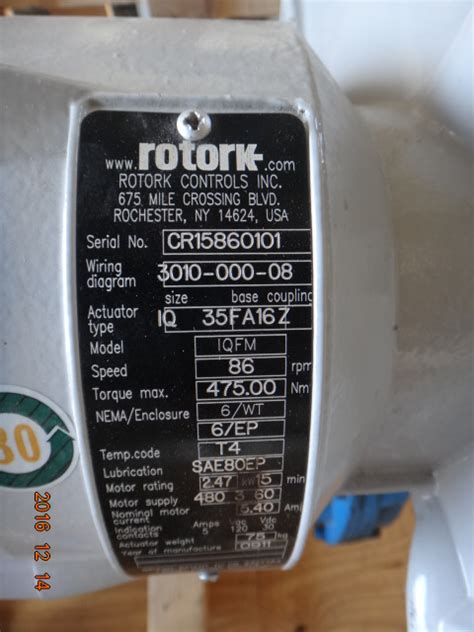 www.rotork.com
ROTORK CONTROLS INC.
675 MILE CROSSING BLVD.
ROCHESTER, NY 14624, USA
Serial No. CR15860101
Wiring diagram 3010-000-08
size base coupling
Actuator type IQ 35FA16Z
Model IQFM
Speed 86 rpm
Torque max. 475.00 Nm
NEMA/Enclosure 6/WT
6/EP
Temp.code T4
Lubrication SAE80EP
Motor rating 2.47 kW 15 min
Motor supply 480 3 60
Nominal motor current 5.40 Am
Indication contacts Amps 5 Vac 120 Vdc 30
Actuator weight 75 kg
Year of manufacture 0911
80
2016 12 14